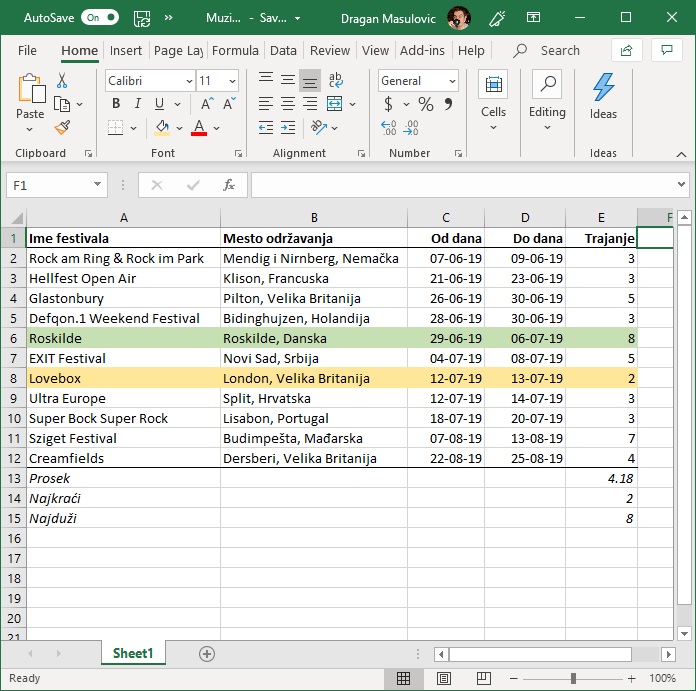 AutoSave On » Muzi... - Sav... Dragan Masulovic
File Home Insert Page Lay Formula Data Review View Add-ins Help Search
Paste Calibri 11 ab c General Cells Editing Ideas
B I U A A $ % 9
A .00 .00
Clipboard Font Alignment Number Ideas
F1 fx
A B C D E F
1 Ime festivala Mesto održavanja Od dana Do dana Trajanje
2 Rock am Ring & Rock im Park Mendig i Nirnberg, Nemačka 07-06-19 09-06-19 3
3 Hellfest Open Air Klison, Francuska 21-06-19 23-06-19 3
4 Glastonbury Pilton, Velika Britanija 26-06-19 30-06-19 5
5 Defqon.1 Weekend Festival Bidinghujzen, Holandija 28-06-19 30-06-19 3
6 Roskilde Roskilde, Danska 29-06-19 06-07-19 8
7 EXIT Festival Novi Sad, Srbija 04-07-19 08-07-19 5
8 Lovebox London, Velika Britanija 12-07-19 13-07-19 2
9 Ultra Europe Split, Hrvatska 12-07-19 14-07-19 3
10 Super Bock Super Rock Lisabon, Portugal 18-07-19 20-07-19 3
11 Sziget Festival Budimpešta, Mađarska 07-08-19 13-08-19 7
12 Creamfields Dersberi, Velika Britanija 22-08-19 25-08-19 4
13 Prosek 4.18
14 Najkraći 2
15 Najduži 8
16
17
18
19
20
21
Sheet1
Ready 100%